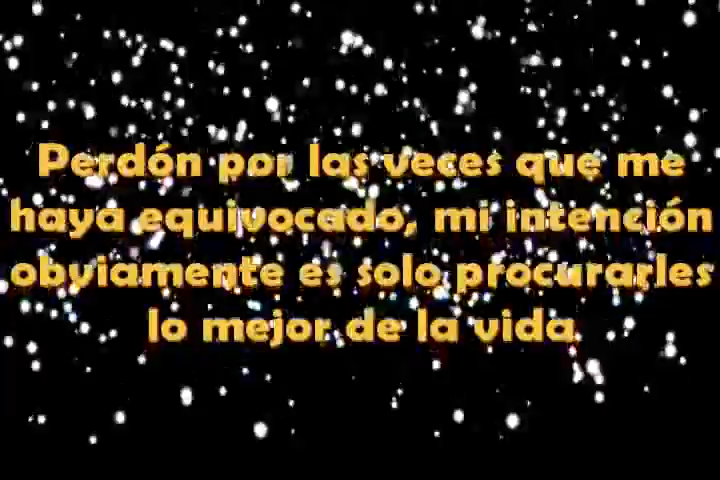 Perdón por las veces que me
haya equivocado, mi intención
obviamente es solo procurarles
lo mejor de la vida